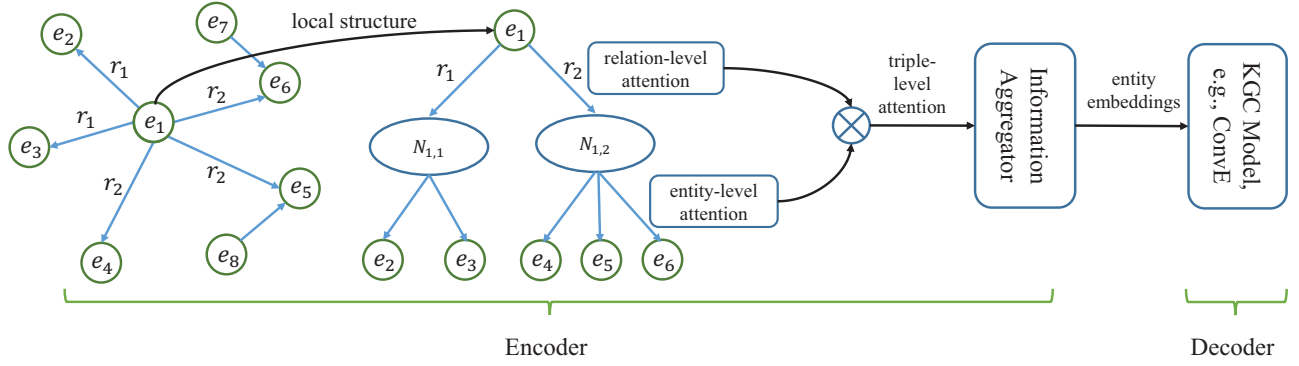 local structure
e₂
e₇
r₁
e₆
r₂
e₁
r₁
e₃
r₂
r₂
e₅
e₄
e₈
e₁
r₁
r₂
N₁,₁
N₁,₂
e₂
e₃
e₄
e₅
e₆
relation-level
attention
entity-level
attention
triple-
level
attention
Information
Aggregator
entity
embeddings
KGC Model,
e.g., ConvE
Encoder
Decoder